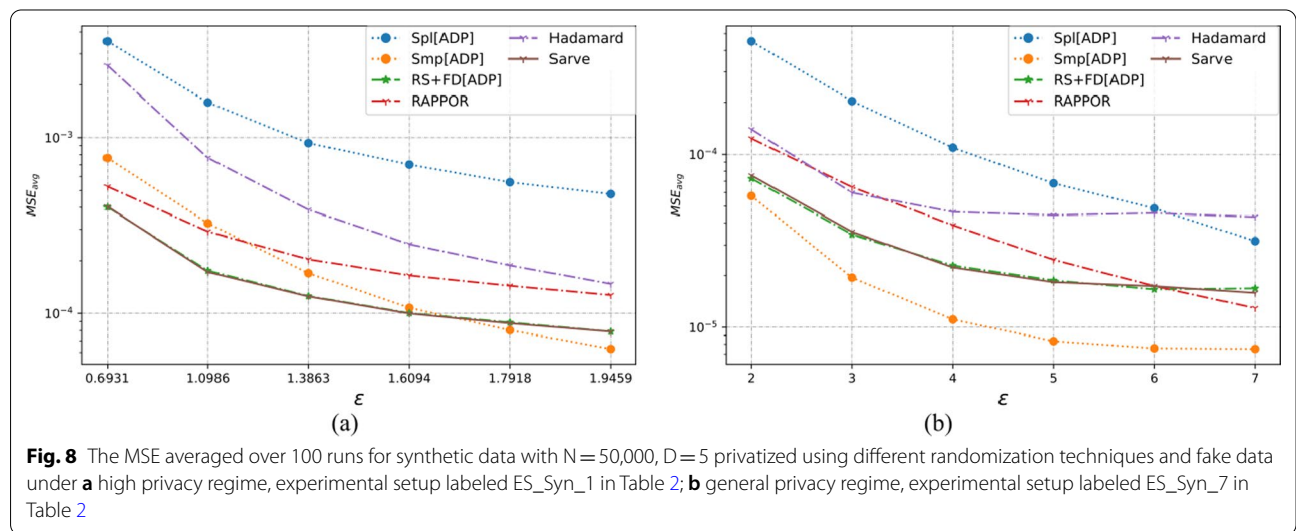 Spl[ADP]
Smp[ADP]
RS+FD[ADP]
RAPPOR
Hadamard
Sarve
10⁻³
10⁻⁴
MSEavg
0.6931 1.0986 1.3863 1.6094 1.7918 1.9459
ε
(a)
Spl[ADP]
Smp[ADP]
RS+FD[ADP]
RAPPOR
Hadamard
Sarve
10⁻⁴
10⁻⁵
MSEavg
2 3 4 5 6 7
ε
(b)
Fig. 8 The MSE averaged over 100 runs for synthetic data with N = 50,000, D = 5 privatized using different randomization techniques and fake data
under a high privacy regime, experimental setup labeled ES_Syn_1 in Table 2; b general privacy regime, experimental setup labeled ES_Syn_7 in
Table 2